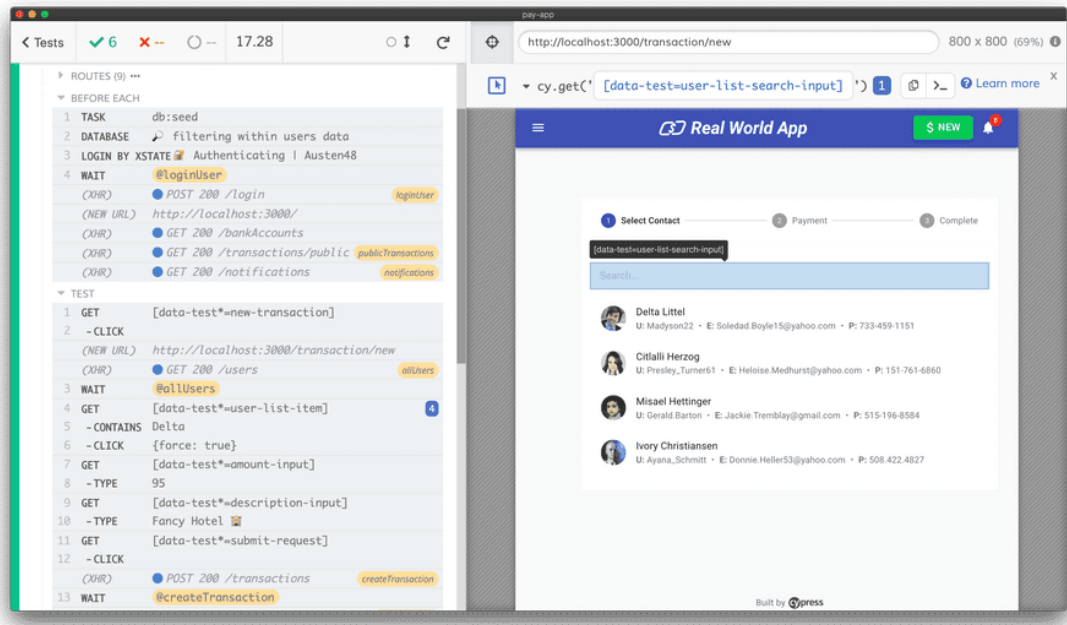 pay-app
Tests 6 -- -- 17.28
http://localhost:3000/transaction/new 800 x 800 (69%)
ROUTES (9)
BEFORE EACH
1 TASK db:seed
2 DATABASE 🔎 filtering within users data
3 LOGIN BY XSTATE 🔐 Authenticating | Austen48
4 WAIT @loginUser
(XHR) POST 200 /login loginUser
(NEW URL) http://localhost:3000/
(XHR) GET 200 /bankAccounts
(XHR) GET 200 /transactions/public publicTransactions
(XHR) GET 200 /notifications notifications
TEST
1 GET [data-test*=new-transaction]
2 -CLICK
(NEW URL) http://localhost:3000/transaction/new
(XHR) GET 200 /users allUsers
3 WAIT @allUsers
4 GET [data-test*=user-list-item] 4
5 -CONTAINS Delta
6 -CLICK {force: true}
7 GET [data-test*=amount-input]
8 -TYPE 95
9 GET [data-test*=description-input]
10 -TYPE Fancy Hotel 🏨
11 GET [data-test*=submit-request]
12 -CLICK
(XHR) POST 200 /transactions createTransaction
13 WAIT @createTransaction
cy.get(' [data-test=user-list-search-input] ') 1 >_ Learn more x
Real World App $ NEW 8
1 Select Contact 2 Payment 3 Complete
[data-test=user-list-search-input]
Search...
Delta Littel
U: Madyson22 • E: Soledad.Boyle15@yahoo.com • P: 733-459-1151
Citlalli Herzog
U: Presley_Turner61 • E: Heloise.Medhurst@yahoo.com • P: 151-761-6860
Misael Hettinger
U: Gerald.Barton • E: Jackie.Tremblay@gmail.com • P: 515-196-8584
Ivory Christiansen
U: Ayana_Schmitt • E: Donnie.Heller53@yahoo.com • P: 508.422.4827
Built by cypress